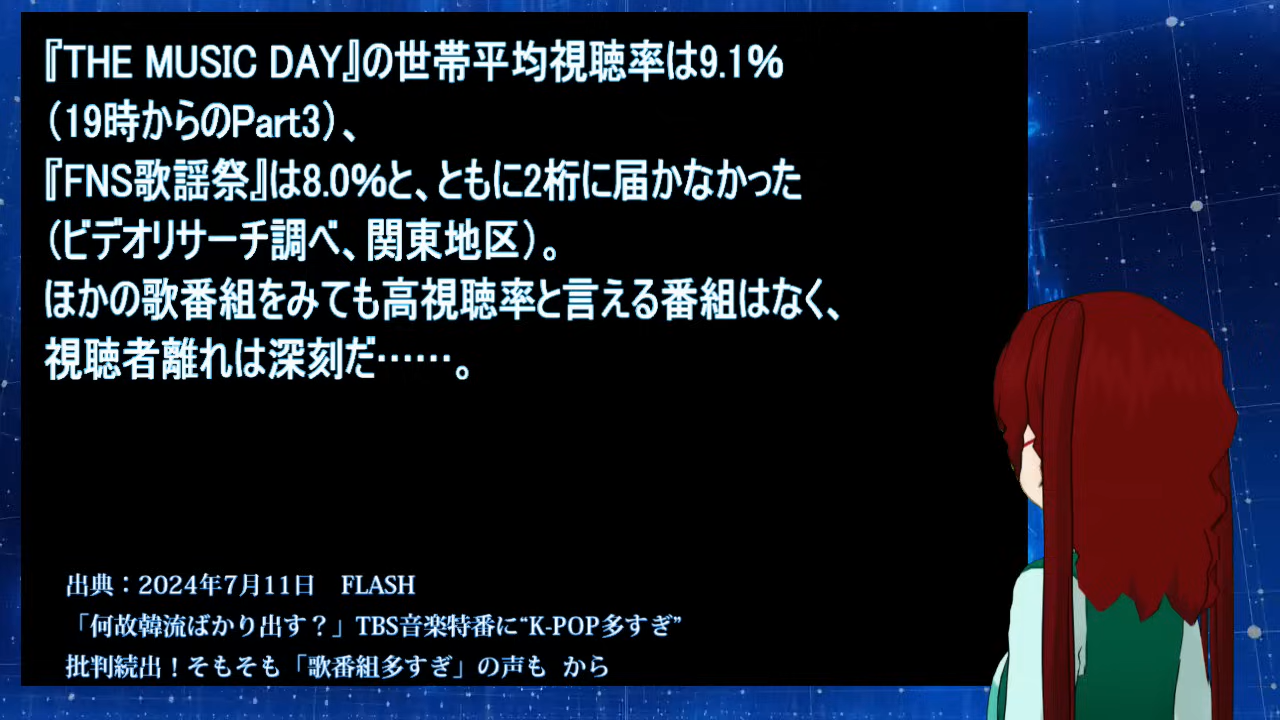 『THE MUSIC DAY』の世帯平均視聴率は9.1%
（19時からのPart3）、
『FNS歌謡祭』は8.0%と、ともに2桁に届かなかった
（ビデオリサーチ調べ、関東地区）。
ほかの歌番組をみても高視聴率と言える番組はなく、
視聴者離れは深刻だ……。
出典：2024年7月11日　FLASH
「何故韓流ばかり出す？」TBS音楽特番に“K-POP多すぎ”
批判続出！そもそも「歌番組多すぎ」の声も　から